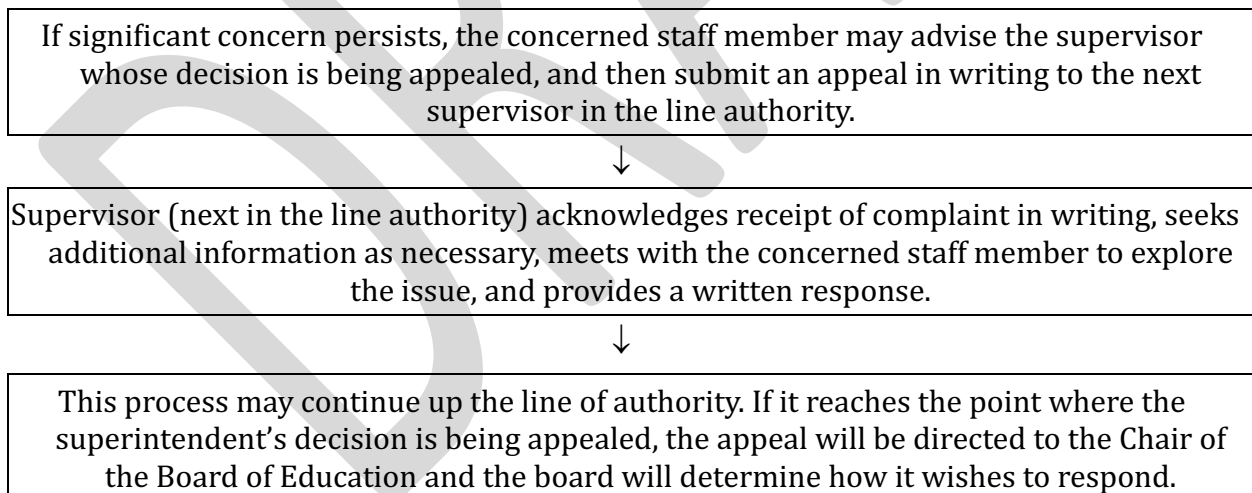 If significant concern persists, the concerned staff member may advise the supervisor
whose decision is being appealed, and then submit an appeal in writing to the next
supervisor in the line authority.
↓
Supervisor (next in the line authority) acknowledges receipt of complaint in writing, seeks
additional information as necessary, meets with the concerned staff member to explore
the issue, and provides a written response.
↓
This process may continue up the line of authority. If it reaches the point where the
superintendent’s decision is being appealed, the appeal will be directed to the Chair of
the Board of Education and the board will determine how it wishes to respond.